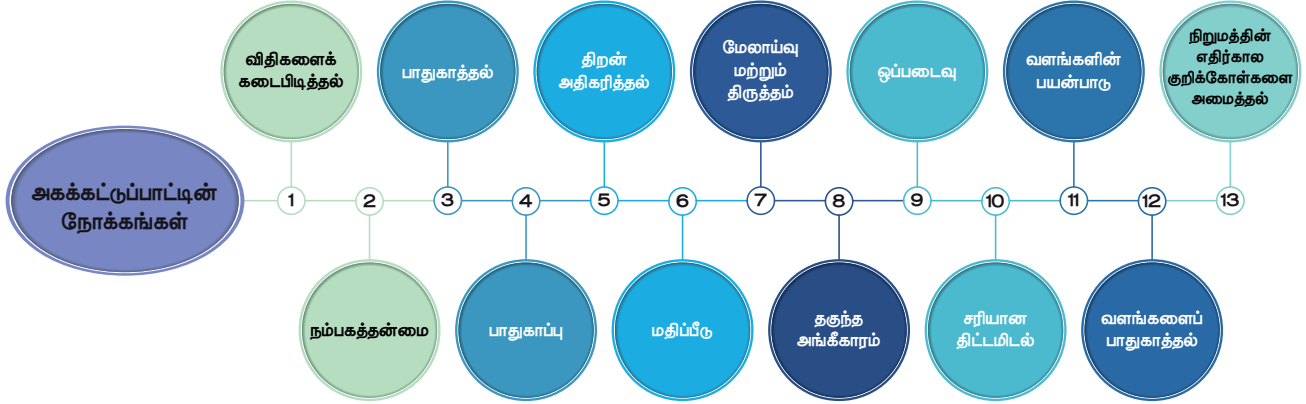 அகக்கட்டுப்பாட்டின்
நோக்கங்கள்
1
விதிகளைக்
கடைபிடித்தல்
2
நம்பகத்தன்மை
3
பாதுகாத்தல்
4
பாதுகாப்பு
5
திறன்
அதிகரித்தல்
6
மதிப்பீடு
7
மேலாய்வு
மற்றும்
திருத்தம்
8
தகுந்த
அங்கீகாரம்
9
ஒப்படைவு
10
சரியான
திட்டமிடல்
11
வளங்களின்
பயன்பாடு
12
வளங்களைப்
பாதுகாத்தல்
13
நிறுமத்தின்
எதிர்கால
குறிக்கோள்களை
அமைத்தல்